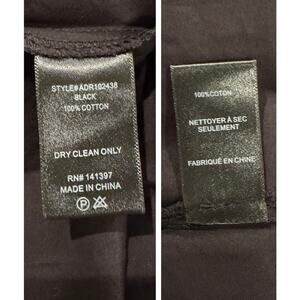 STYLE#ADR102438
BLACK
100% COTTON
DRY CLEAN ONLY
RN# 141397
MADE IN CHINA
P
100%COTON
NETTOYER À SEC
SEULEMENT
FABRIQUÉ EN CHINE